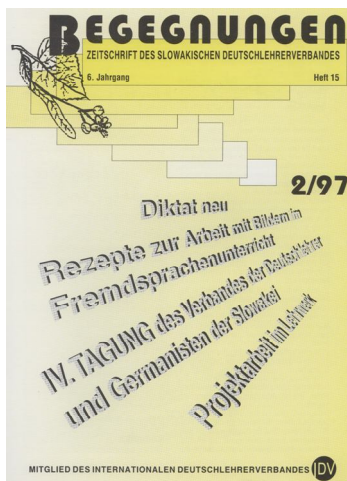 BEGEGNUNGEN
ZEITSCHRIFT DES SLOWAKISCHEN DEUTSCHLEHRERVERBANDES
6. Jahrgang Heft 15
2/97
Diktat neu
Rezepte zur Arbeit mit Bildern im
Fremdsprachenunterricht
IV. TAGUNG des Verbandes der Deutschlehrer
und Germanisten der Slowakei
Projektarbeit im Lehrwerk
MITGLIED DES INTERNATIONALEN DEUTSCHLEHRERVERBANDES IDV